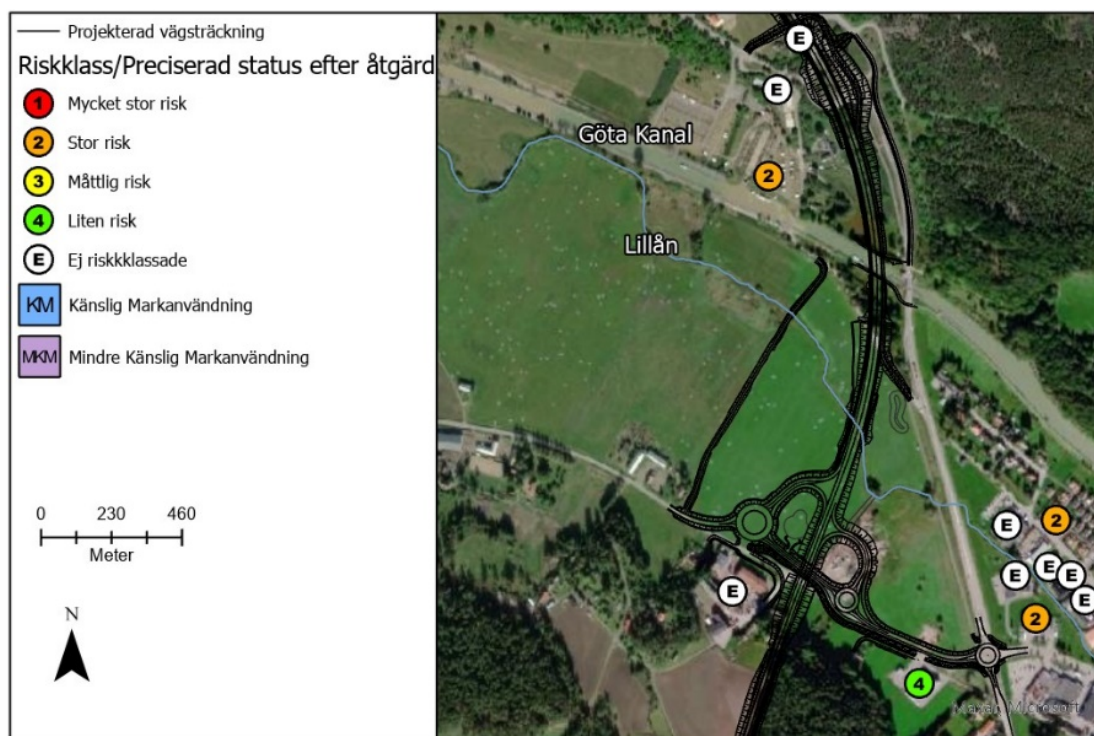 Projekterad vägsträckning
Riskklass/Preciserad status efter åtgärd
1 Mycket stor risk
2 Stor risk
3 Måttlig risk
4 Liten risk
E Ej riskkklassade
KM Känslig Markanvändning
MKM Mindre Känslig Markanvändning
0 230 460
Meter
N
E
E
Göta Kanal
2
Lillån
E
2
E
E
E
E
E
2
4
Maxar, Microsoft